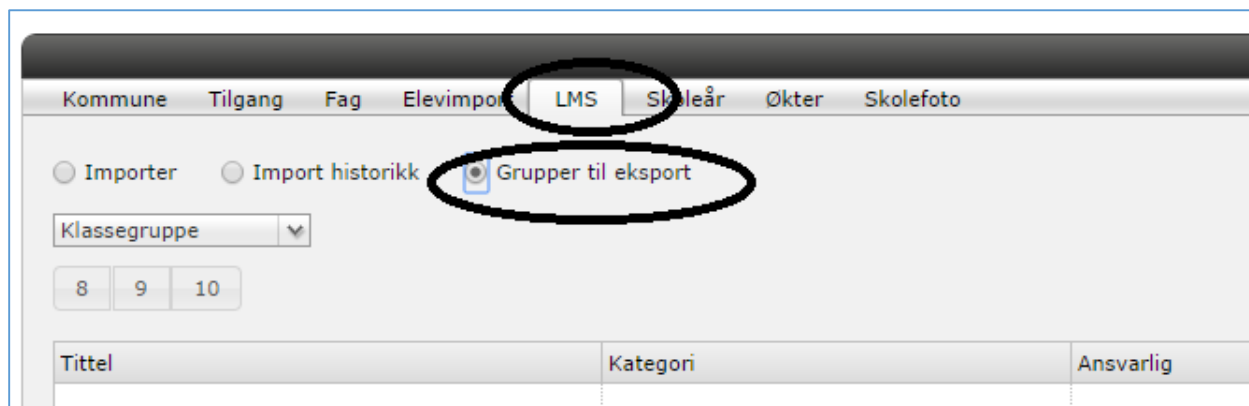 Kommune Tilgang Fag Elevimport LMS Skoleår Økter Skolefoto
Importer Import historikk Grupper til eksport
Klassegruppe
8 9 10
Tittel Kategori Ansvarlig